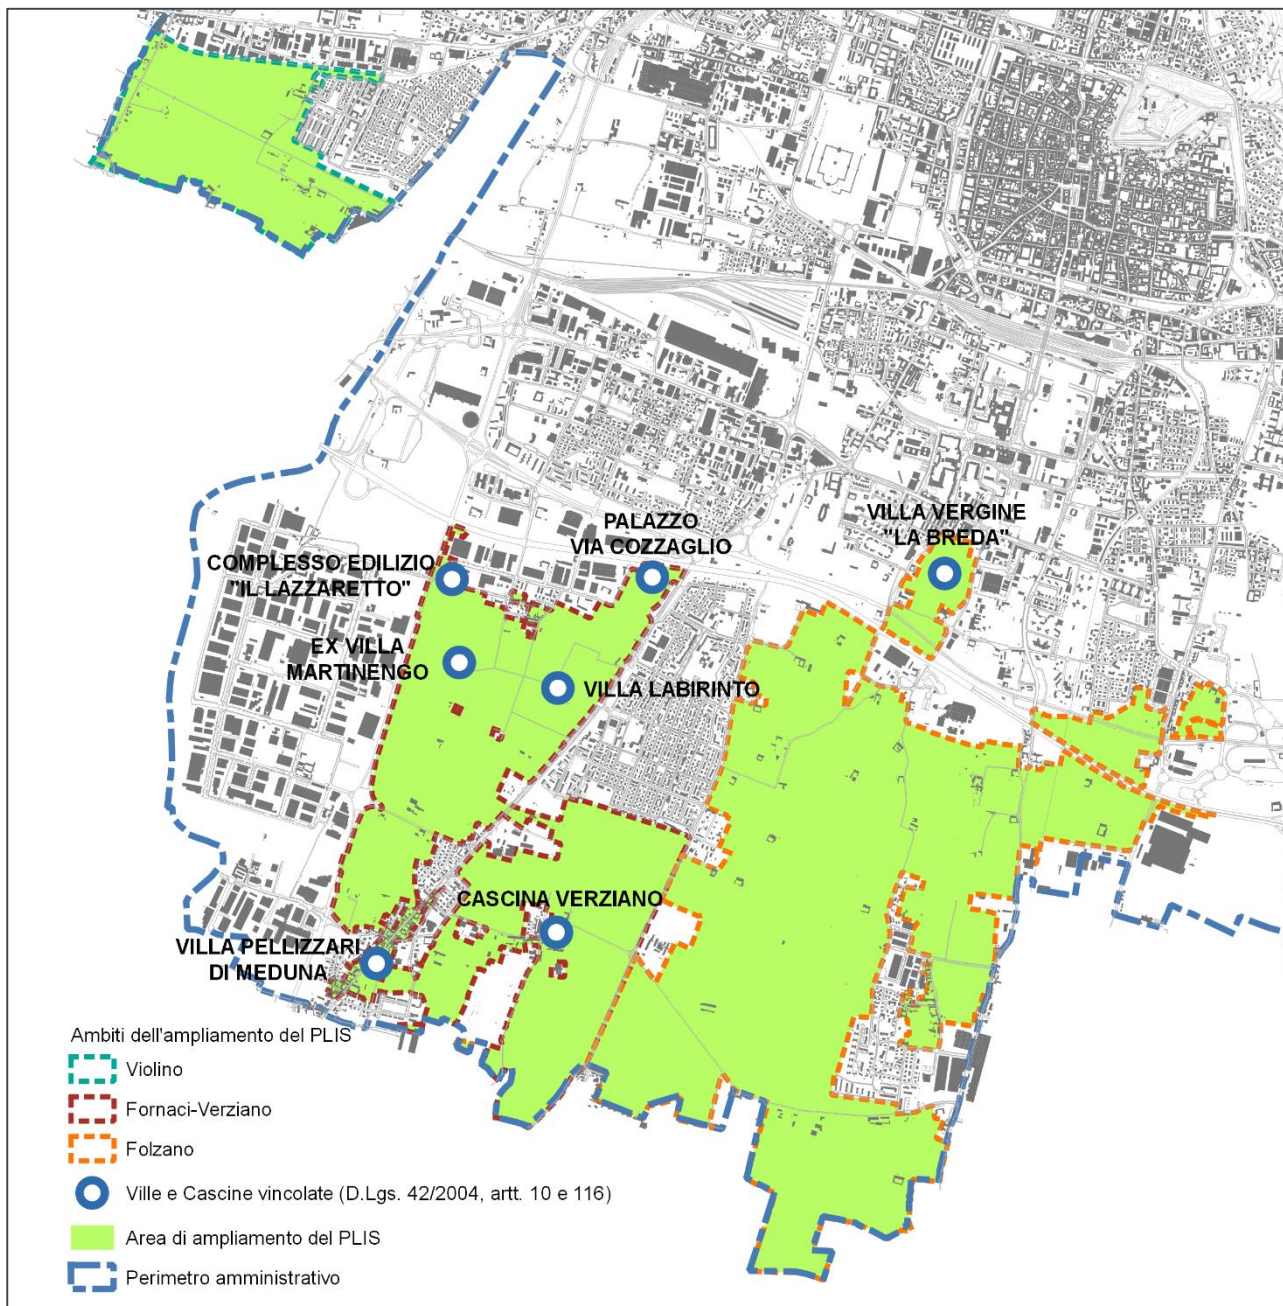 PALAZZO
VIA COZZAGLIO
VILLA VERGINE
"LA BREDA"
COMPLESSO EDILIZIO
"IL LAZZARETTO"
EX VILLA
MARTINENGO
VILLA LABIRINTO
CASCINA VERZIANO
VILLA PELLIZZARI
DI MEDUNA
Ambiti dell'ampliamento del PLIS
Violino
Fornaci-Verziano
Folzano
Ville e Cascine vincolate (D.Lgs. 42/2004, artt. 10 e 116)
Area di ampliamento del PLIS
Perimetro amministrativo